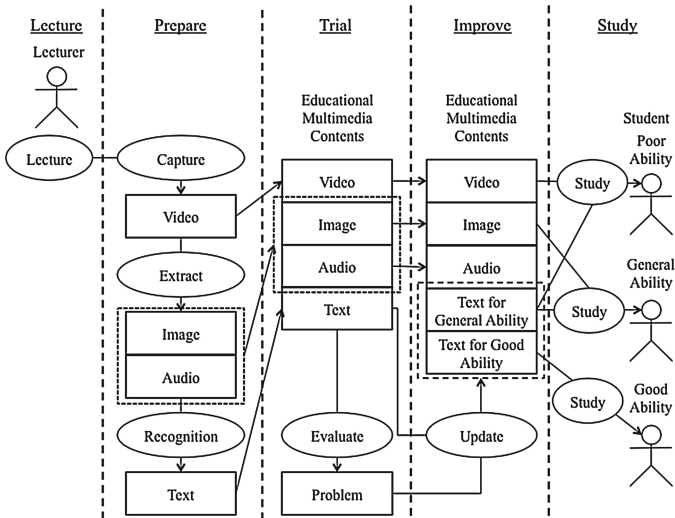 Lecture
Prepare
Trial
Improve
Study
Lecturer
Lecture
Capture
Video
Extract
Image
Audio
Recognition
Text
Educational
Multimedia
Contents
Video
Image
Audio
Text
Evaluate
Problem
Educational
Multimedia
Contents
Video
Image
Audio
Text for
General Ability
Text for Good
Ability
Update
Student
Poor
Ability
Study
General
Ability
Study
Good
Ability
Study